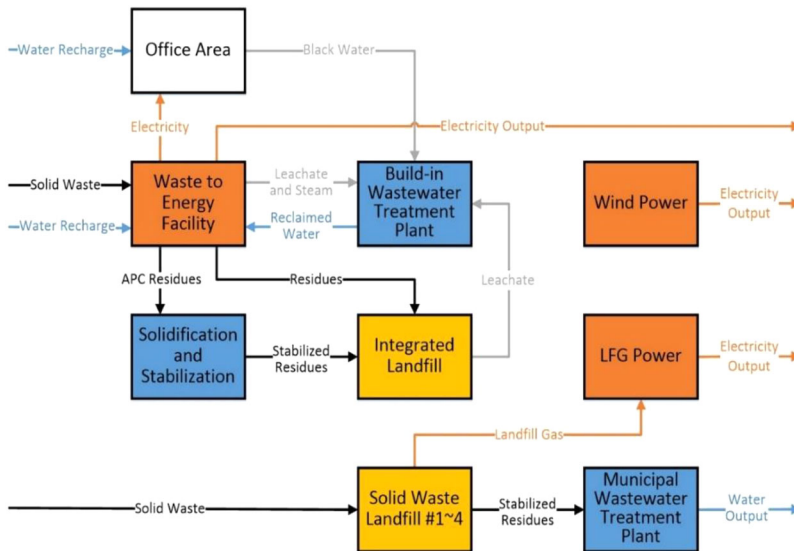 Water Recharge
Office Area
Black Water
Electricity
Electricity Output
Solid Waste
Waste to
Energy
Facility
Leachate
and Steam
Build-in
Wastewater
Treatment
Plant
Wind Power
Electricity
Output
Water Recharge
Reclaimed
Water
APC Residues
Residues
Leachate
Solidification
and
Stabilization
Stabilized
Residues
Integrated
Landfill
LFG Power
Electricity
Output
Landfill Gas
Solid Waste
Solid Waste
Landfill #1~4
Stabilized
Residues
Municipal
Wastewater
Treatment
Plant
Water
Output